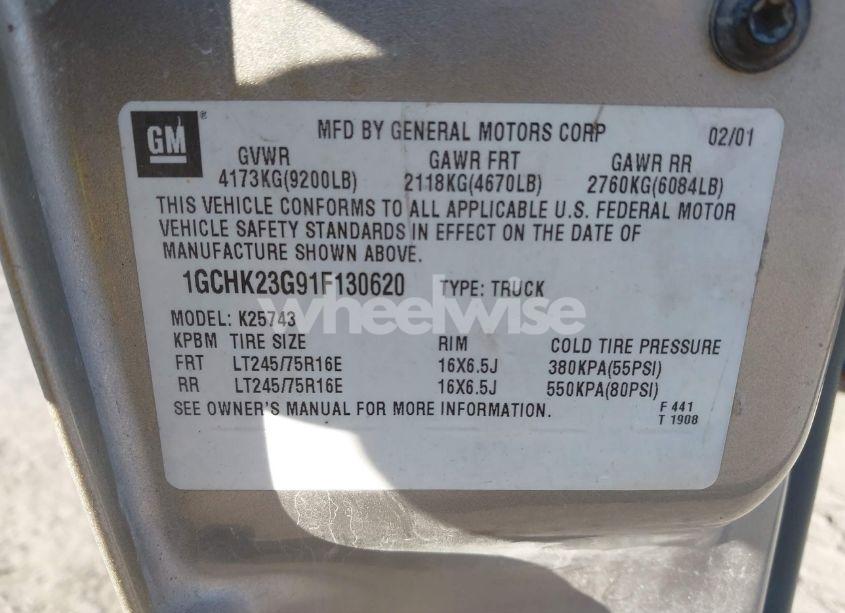 GM ®
MFD BY GENERAL MOTORS CORP 02/01
GVWR GAWR FRT GAWR RR
4173KG(9200LB) 2118KG(4670LB) 2760KG(6084LB)
THIS VEHICLE CONFORMS TO ALL APPLICABLE U.S. FEDERAL MOTOR
VEHICLE SAFETY STANDARDS IN EFFECT ON THE DATE OF
MANUFACTURE SHOWN ABOVE.
1GCHK23G91F130620 TYPE: TRUCK
wheelwise
MODEL: K25743
KPBM TIRE SIZE RIM COLD TIRE PRESSURE
FRT LT245/75R16E 16X6.5J 380KPA(55PSI)
RR LT245/75R16E 16X6.5J 550KPA(80PSI)
SEE OWNER'S MANUAL FOR MORE INFORMATION.
F 441
T 1908